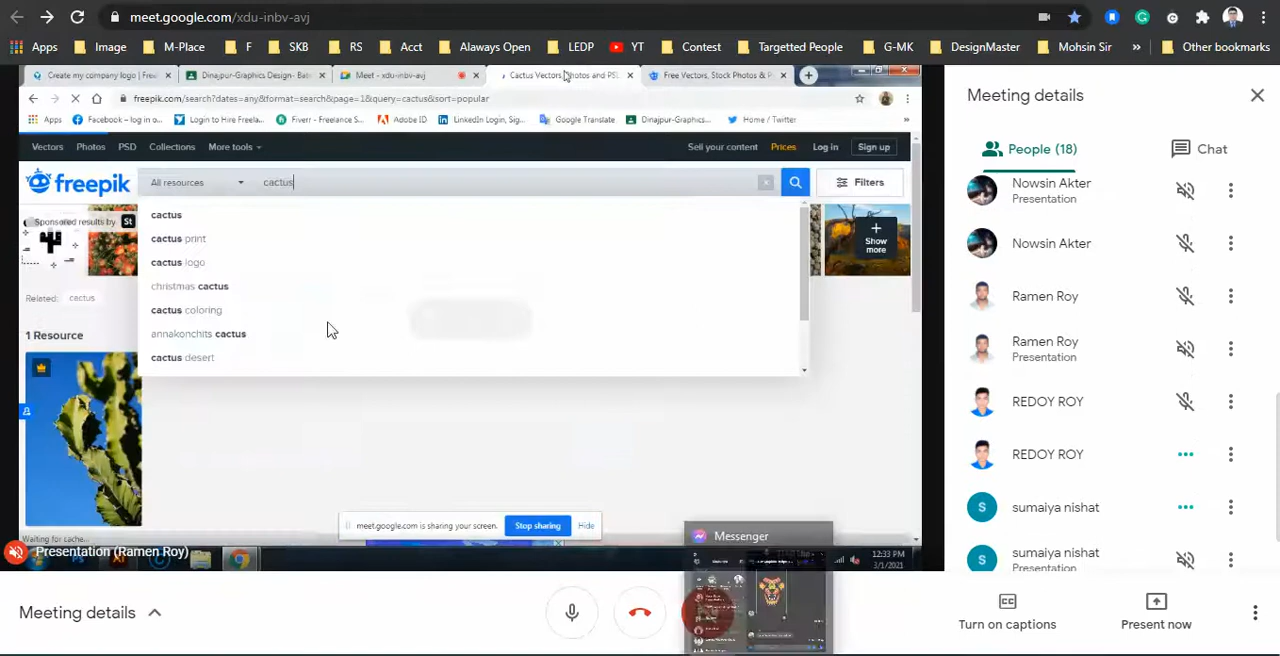 meet.google.com/xdu-inbv-avj
Apps Image M-Place F SKB RS Acct Alaways Open LEDP YT Contest Targetted People G-MK DesignMaster Mohsin Sir » Other bookmarks
Create my company logo | Free Dinajpur-Graphics Design- Bat Meet - xdu-inbv-avj Cactus Vectors, Photos and PS Free Vectors, Stock Photos & P
freepik.com/search?dates=any&format=search&page=1&query=cactus&sort=popular
Apps Facebook – log in o... Login to Hire Freela... Fiverr - Freelance S... Adobe ID LinkedIn Login, Sig... Google Translate Dinajpur-Graphics... Home / Twitter »
Vectors Photos PSD Collections More tools Sell your content Prices Log in Sign up
freepik All resources cactus Filters
cactus
Sponsored results by St
cactus print
cactus logo
christmas cactus
cactus coloring
annakonchits cactus
cactus desert
+
Show
more
Related: cactus
1 Resource
Waiting for cache...
meet.google.com is sharing your screen. Stop sharing Hide
Presentation (Ramen Roy)
12:33 PM
3/1/2021
Messenger
Meeting details
People (18) Chat
Nowsin Akter
Presentation
Nowsin Akter
Ramen Roy
Ramen Roy
Presentation
REDOY ROY
REDOY ROY
S sumaiya nishat
S sumaiya nishat
Presentation
Meeting details
Turn on captions
Present now